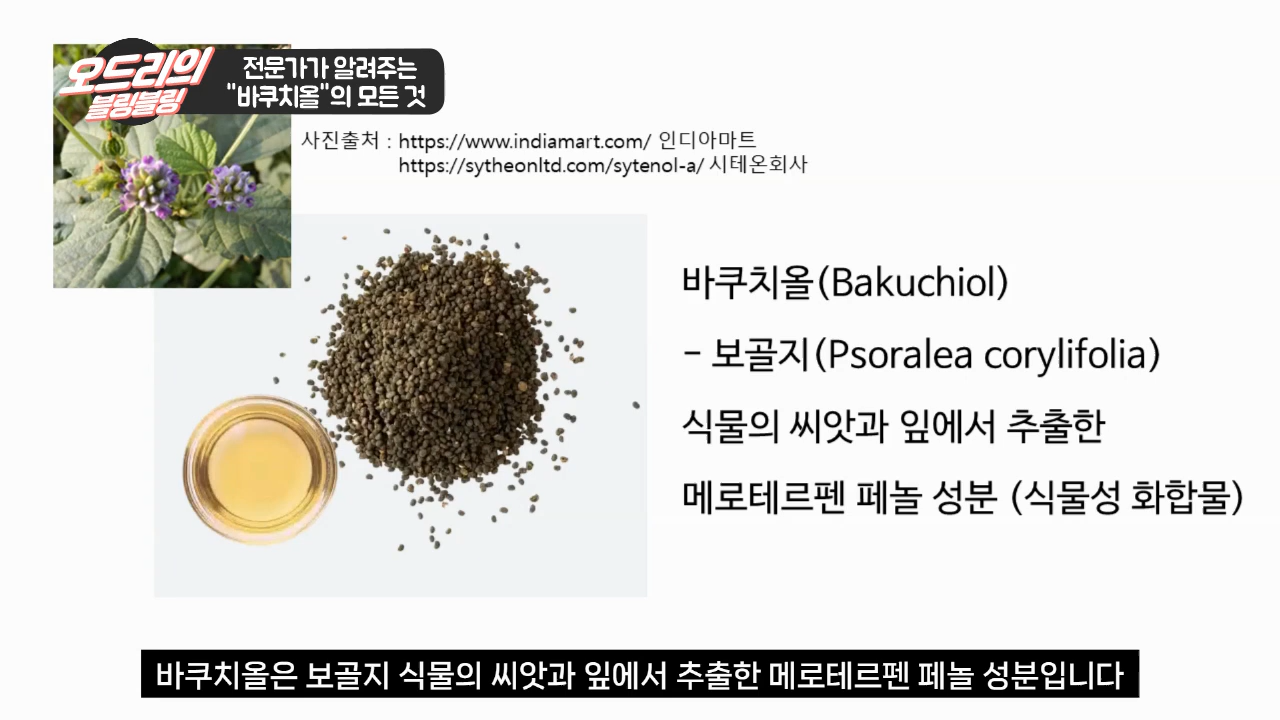 오드리의
블링블링
전문가가 알려주는
"바쿠치올"의 모든 것
사진출처 : https://www.indiamart.com/ 인디아마트
https://sytheonltd.com/sytenol-a/ 시테온회사
바쿠치올(Bakuchiol)
- 보골지(Psoralea corylifolia)
식물의 씨앗과 잎에서 추출한
메로테르펜 페놀 성분 (식물성 화합물)
바쿠치올은 보골지 식물의 씨앗과 잎에서 추출한 메로테르펜 페놀 성분입니다